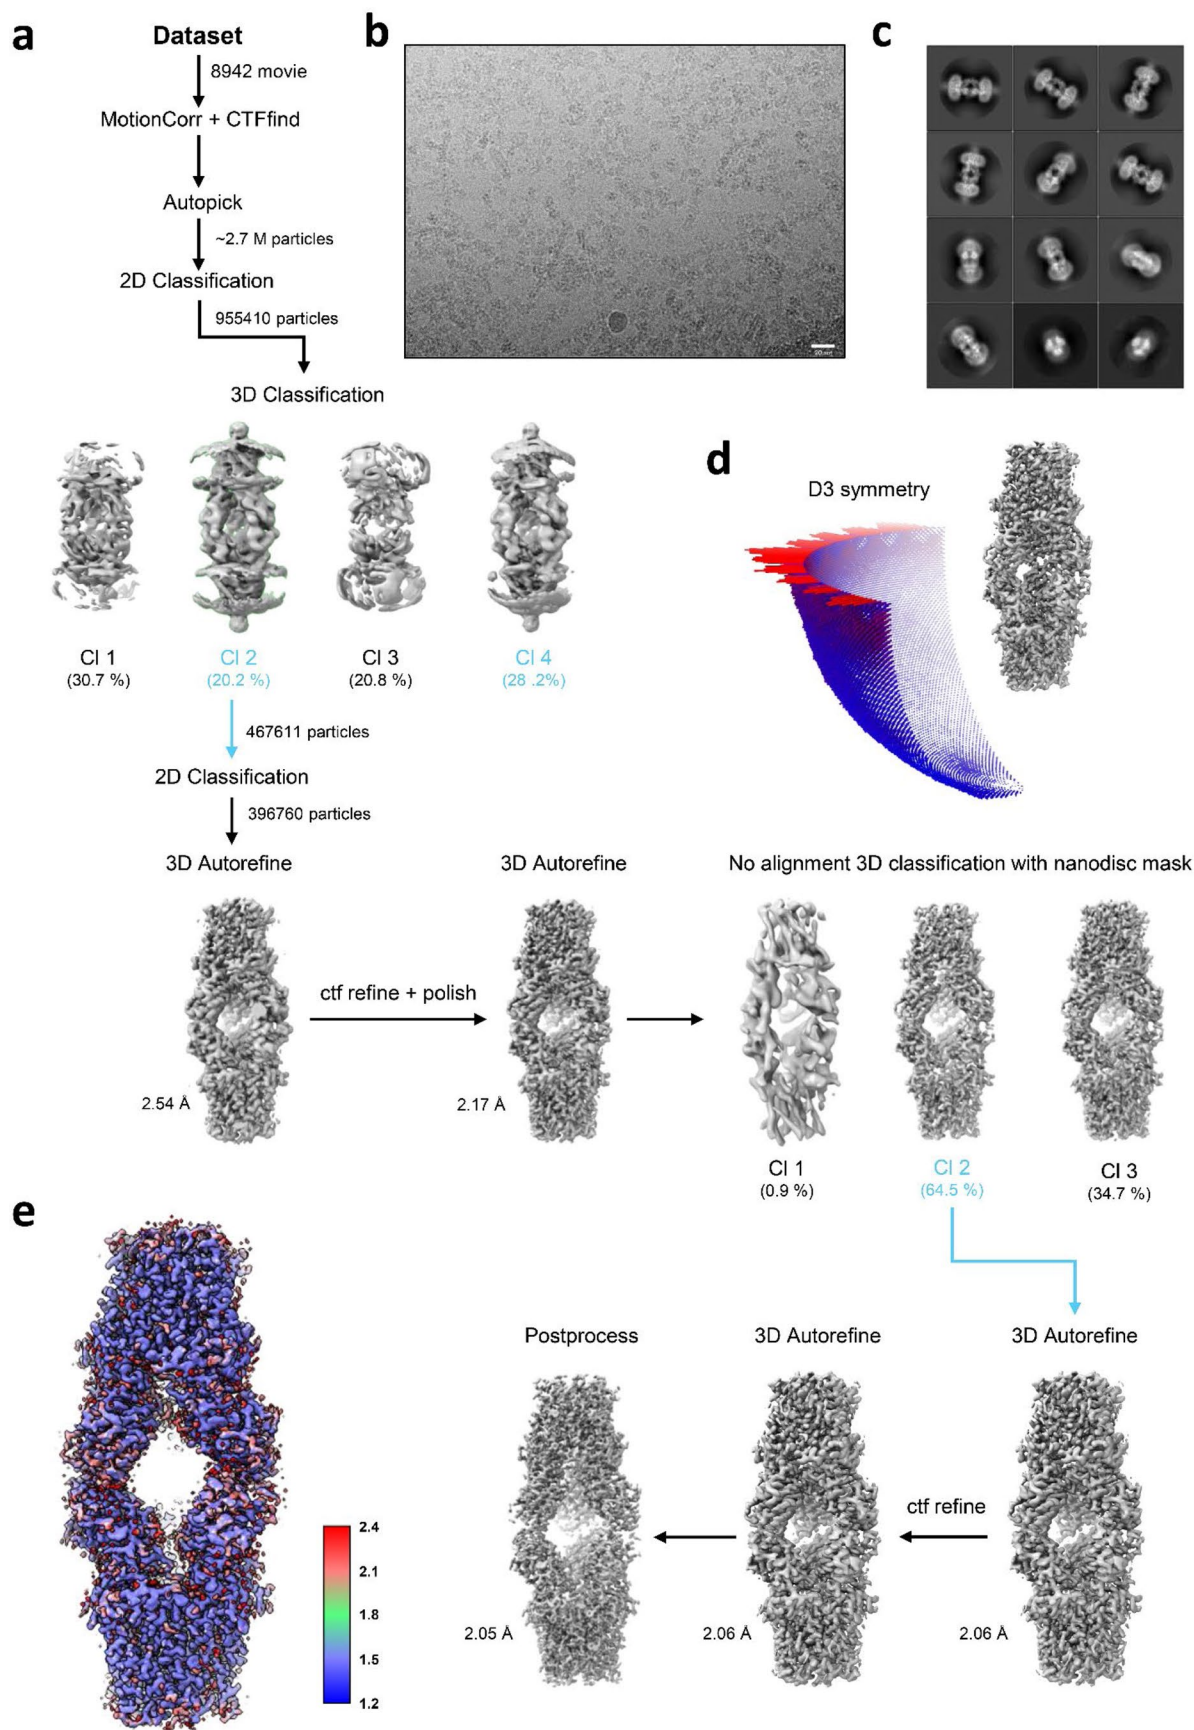 a
Dataset
8942 movie
MotionCorr + CTFfind
Autopick
~2.7 M particles
2D Classification
955410 particles
3D Classification
Cl 1
(30.7 %)
Cl 2
(20.2 %)
Cl 3
(20.8 %)
Cl 4
(28 .2%)
467611 particles
2D Classification
396760 particles
3D Autorefine
2.54 Å
ctf refine + polish
3D Autorefine
2.17 Å
No alignment 3D classification with nanodisc mask
Cl 1
(0.9 %)
Cl 2
(64.5 %)
Cl 3
(34.7 %)
3D Autorefine
2.06 Å
ctf refine
3D Autorefine
2.06 Å
Postprocess
2.05 Å
b
c
d
D3 symmetry
e
2.4
2.1
1.8
1.5
1.2